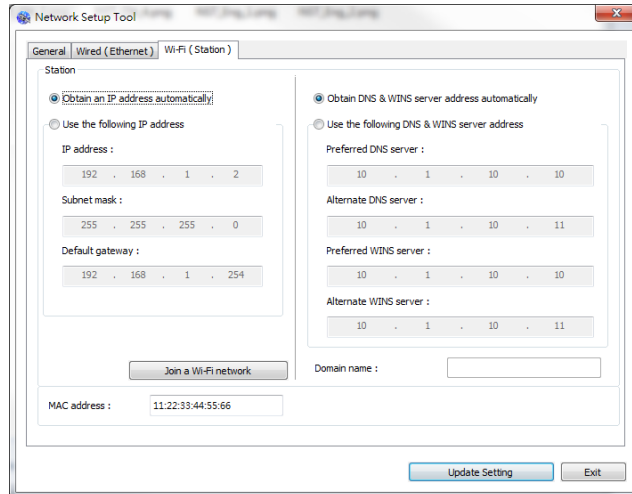 Network Setup Tool
General
Wired ( Ethernet )
Wi-Fi ( Station )
Station
Obtain an IP address automatically
Use the following IP address
IP address :
192 . 168 . 1 . 2
Subnet mask :
255 . 255 . 255 . 0
Default gateway :
192 . 168 . 1 . 254
Join a Wi-Fi network
Obtain DNS & WINS server address automatically
Use the following DNS & WINS server address
Preferred DNS server :
10 . 1 . 10 . 10
Alternate DNS server :
10 . 1 . 10 . 11
Preferred WINS server :
10 . 1 . 10 . 10
Alternate WINS server :
10 . 1 . 10 . 11
Domain name :
MAC address :
11:22:33:44:55:66
Update Setting
Exit